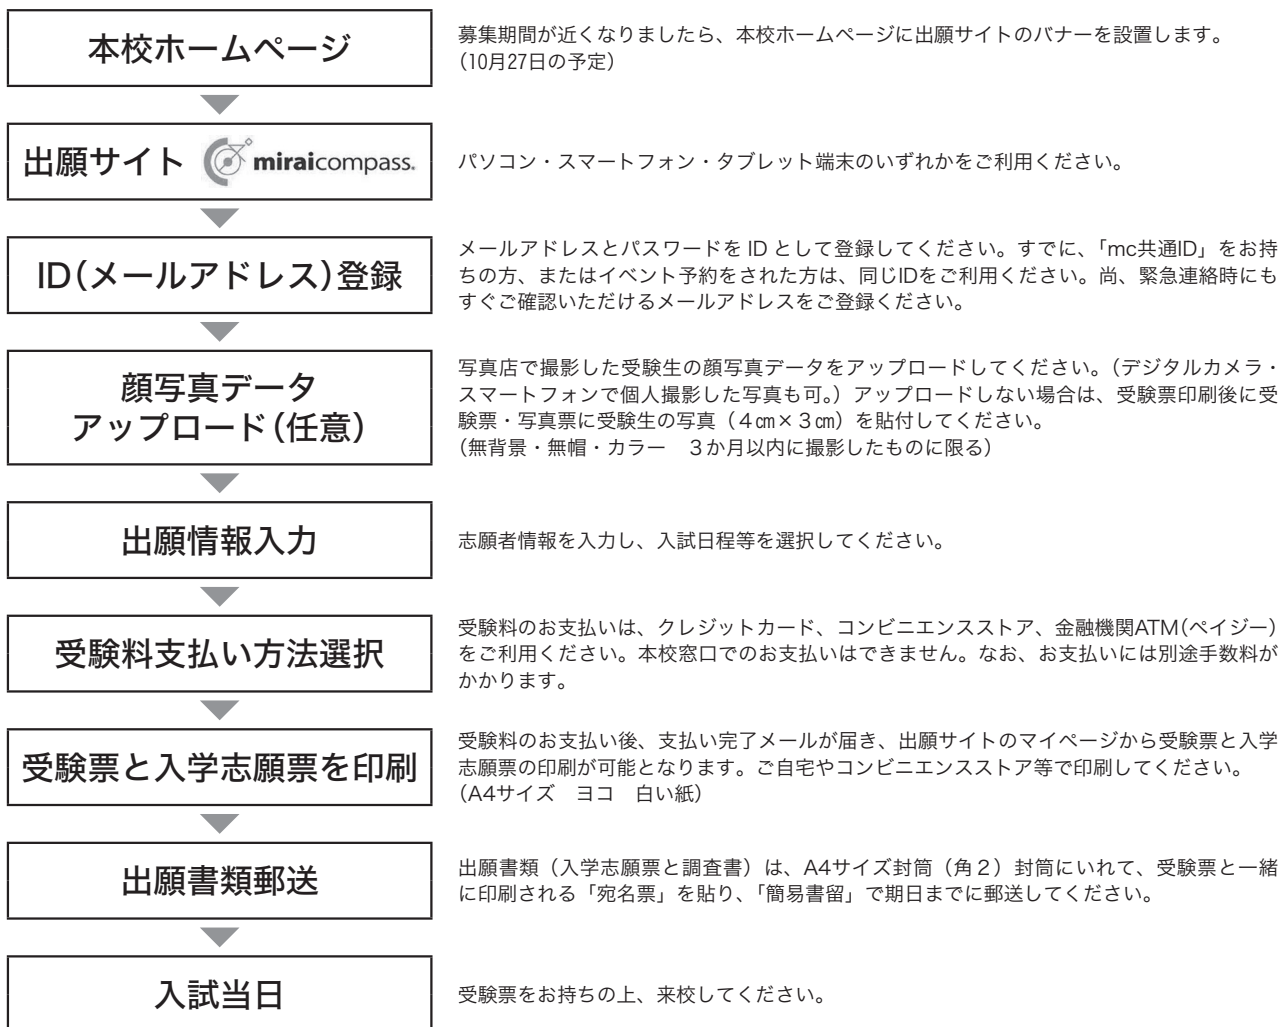 本校ホームページ
募集期間が近くなりましたら、本校ホームページに出願サイトのバナーを設置します。
（10月27日の予定）
出願サイト miraicompass.
パソコン・スマートフォン・タブレット端末のいずれかをご利用ください。
ID（メールアドレス）登録
メールアドレスとパスワードを ID として登録してください。すでに、「mc共通ID」をお持
ちの方、またはイベント予約をされた方は、同じIDをご利用ください。尚、緊急連絡時にも
すぐご確認いただけるメールアドレスをご登録ください。
顔写真データ
アップロード（任意）
写真店で撮影した受験生の顔写真データをアップロードしてください。（デジタルカメラ・
スマートフォンで個人撮影した写真も可。）アップロードしない場合は、受験票印刷後に受
験票・写真票に受験生の写真（４㎝×３㎝）を貼付してください。
（無背景・無帽・カラー　３か月以内に撮影したものに限る）
出願情報入力
志願者情報を入力し、入試日程等を選択してください。
受験料支払い方法選択
受験料のお支払いは、クレジットカード、コンビニエンスストア、金融機関ATM（ペイジー）
をご利用ください。本校窓口でのお支払いはできません。なお、お支払いには別途手数料が
かかります。
受験票と入学志願票を印刷
受験料のお支払い後、支払い完了メールが届き、出願サイトのマイページから受験票と入学
志願票の印刷が可能となります。ご自宅やコンビニエンスストア等で印刷してください。
（A4サイズ　ヨコ　白い紙）
出願書類郵送
出願書類（入学志願票と調査書）は、A4サイズ封筒（角２）封筒にいれて、受験票と一緒
に印刷される「宛名票」を貼り、「簡易書留」で期日までに郵送してください。
入試当日
受験票をお持ちの上、来校してください。